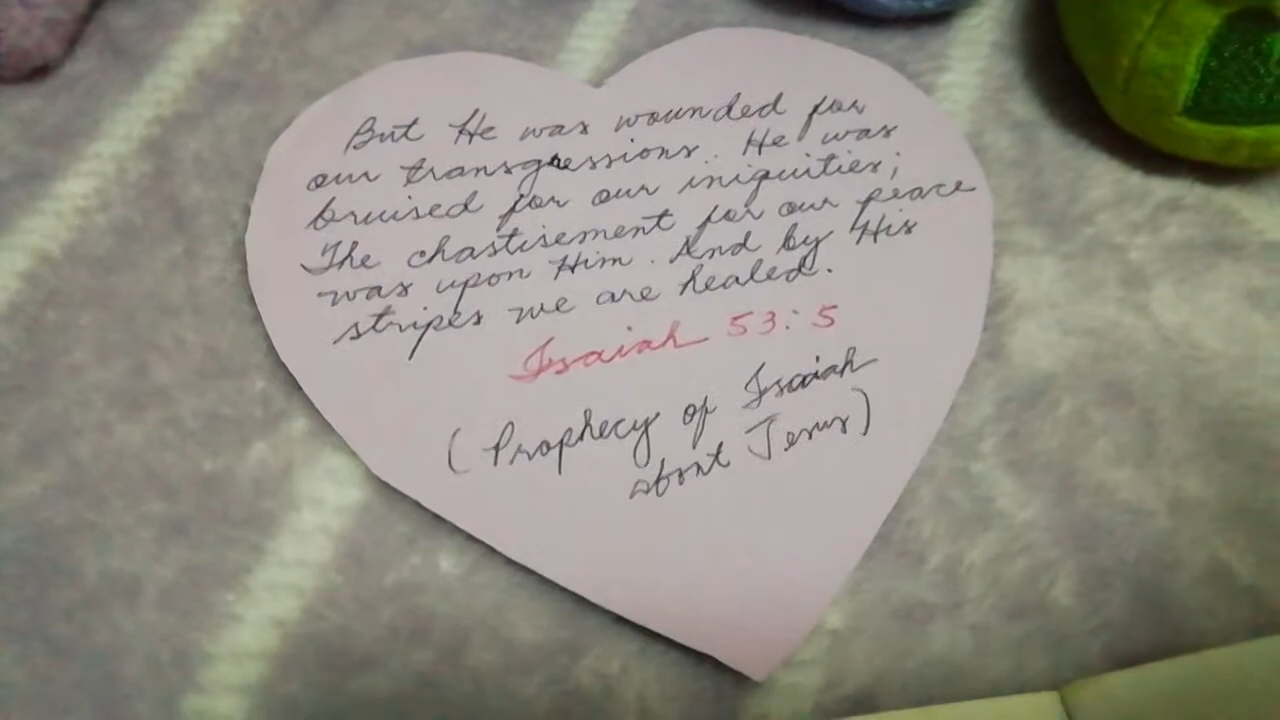 But He was wounded for
our transgressions. He was
bruised for our iniquities;
The chastisement for our peace
was upon Him. And by His
stripes we are healed.
Isaiah 53:5
(Prophecy of Isaiah
about Jesus)